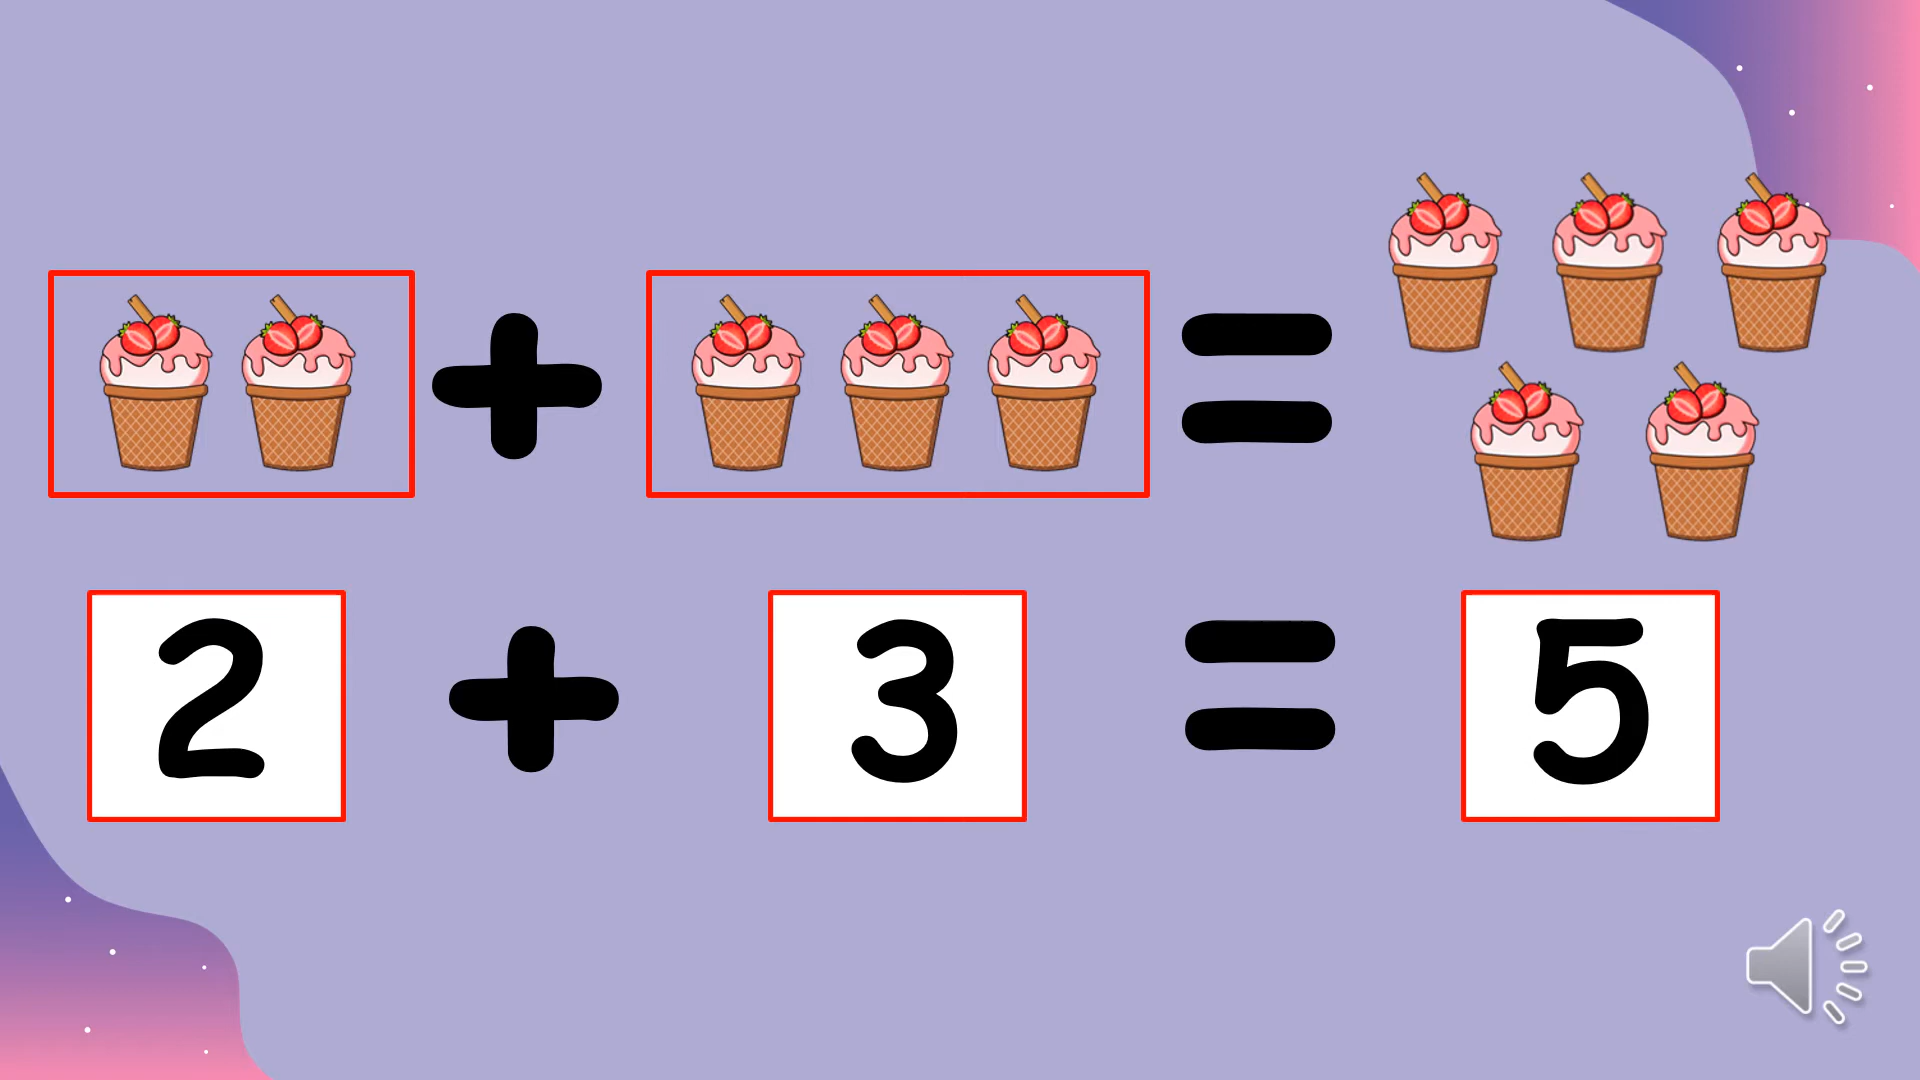 + =
2 + 3 = 5